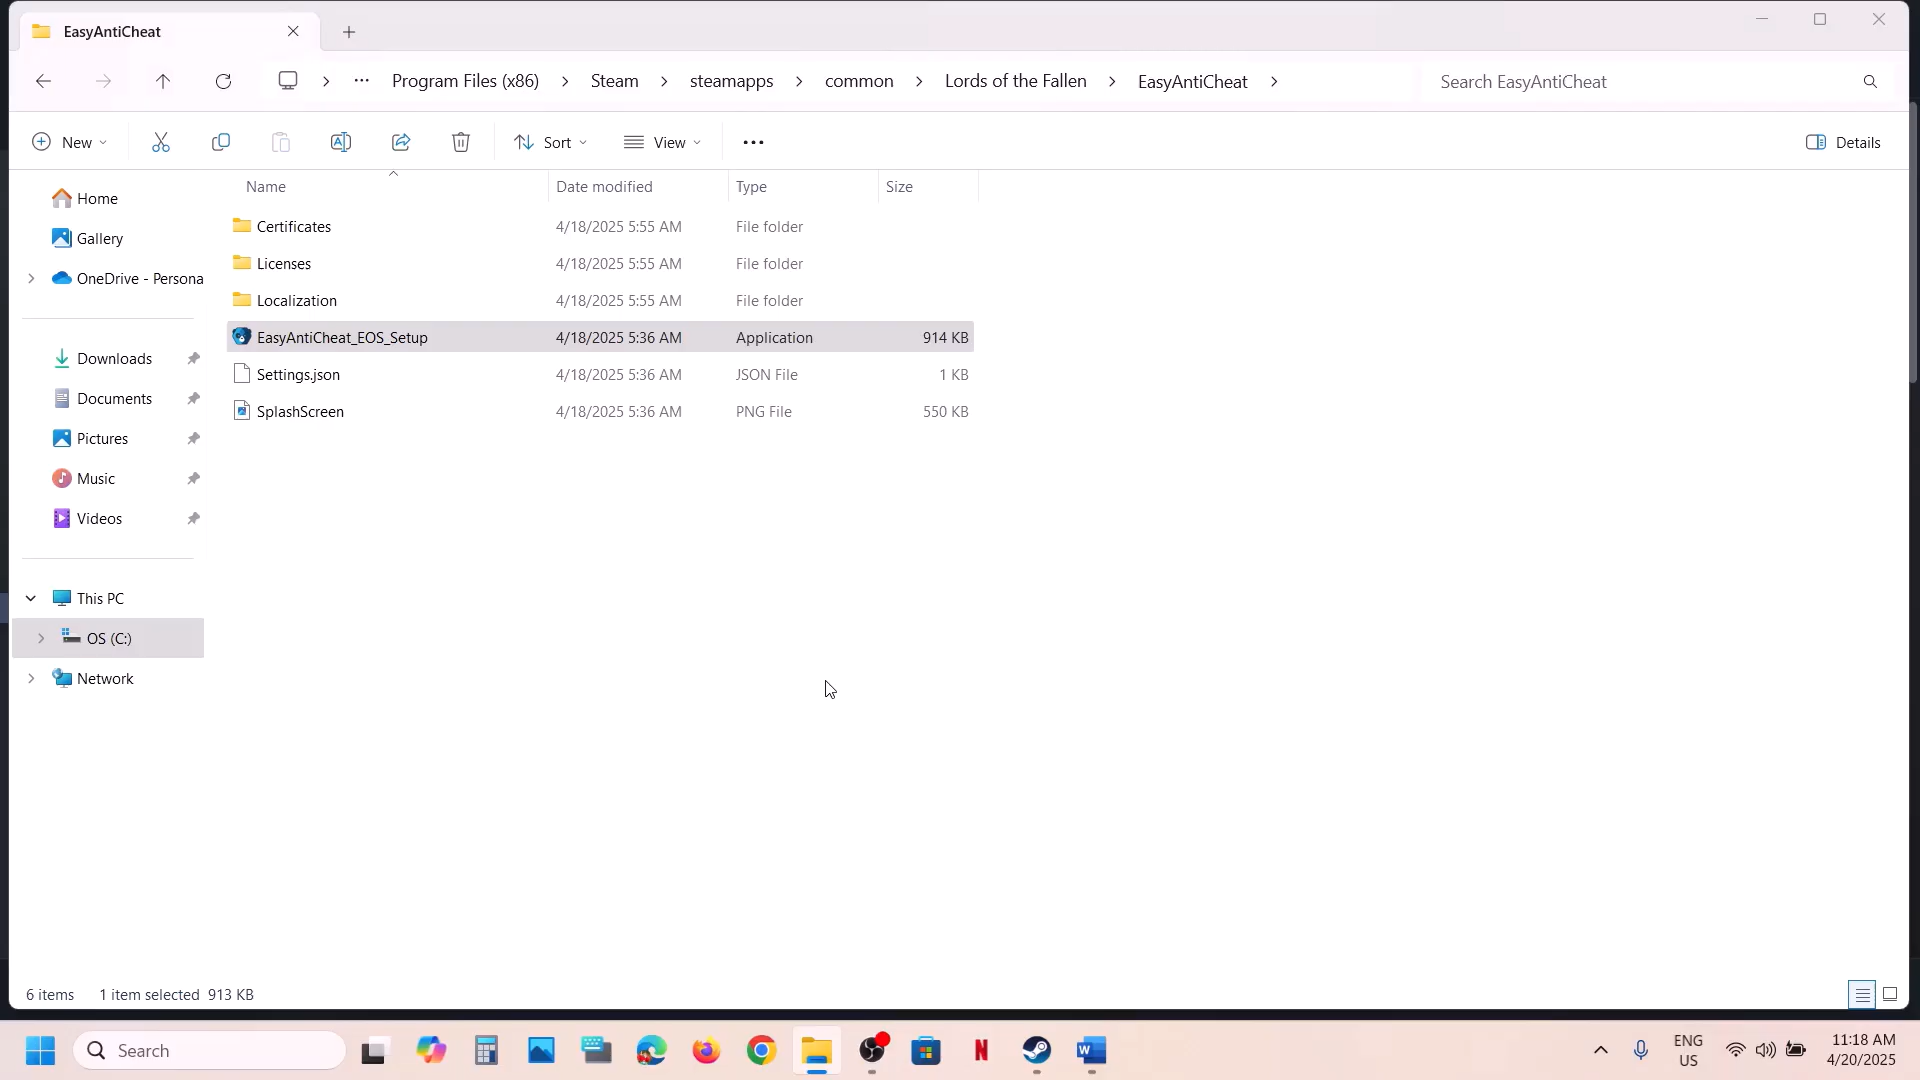 EasyAntiCheat
Program Files (x86) Steam steamapps common Lords of the Fallen EasyAntiCheat
Search EasyAntiCheat
New Sort View Details
Name Date modified Type Size
Home
Gallery
OneDrive - Persona
Downloads
Documents
Pictures
Music
Videos
This PC
OS (C:)
Network
Certificates 4/18/2025 5:55 AM File folder
Licenses 4/18/2025 5:55 AM File folder
Localization 4/18/2025 5:55 AM File folder
EasyAntiCheat_EOS_Setup 4/18/2025 5:36 AM Application 914 KB
Settings.json 4/18/2025 5:36 AM JSON File 1 KB
SplashScreen 4/18/2025 5:36 AM PNG File 550 KB
6 items 1 item selected 913 KB
Search
ENG
US
11:18 AM
4/20/2025